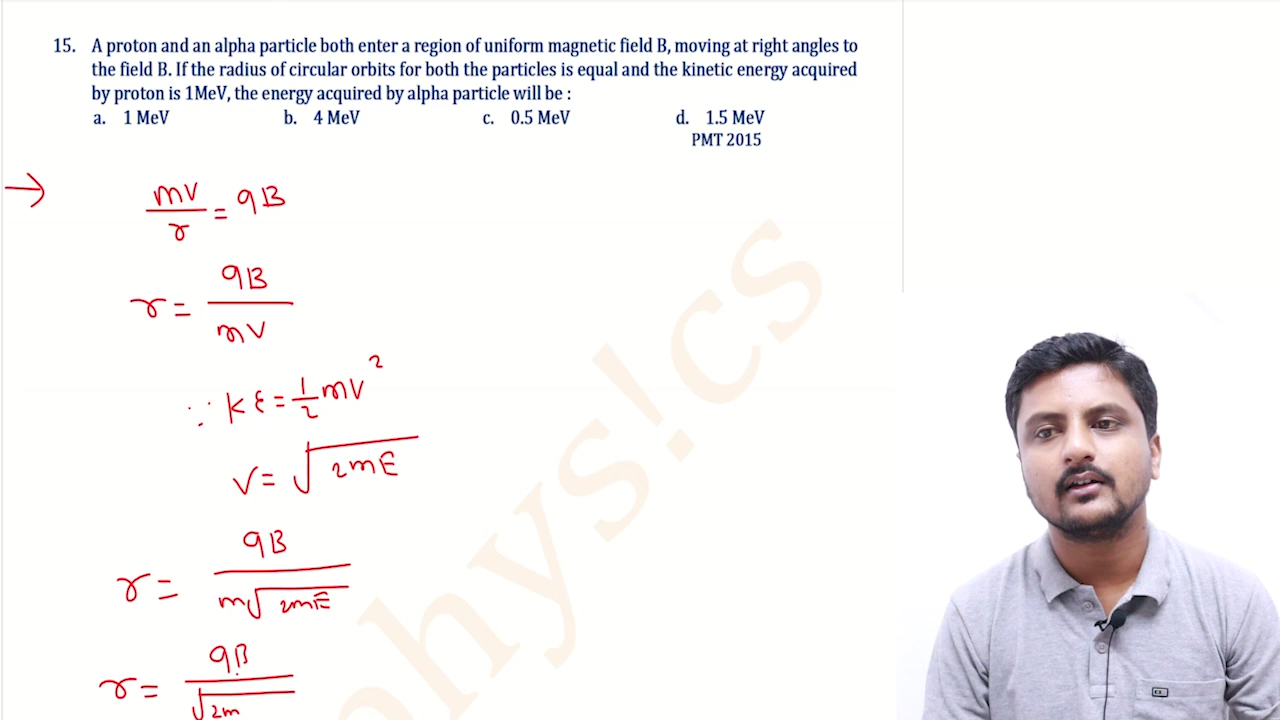 15. A proton and an alpha particle both enter a region of uniform magnetic field B, moving at right angles to
the field B. If the radius of circular orbits for both the particles is equal and the kinetic energy acquired
by proton is 1MeV, the energy acquired by alpha particle will be :
a. 1 MeV b. 4 MeV c. 0.5 MeV d. 1.5 MeV
PMT 2015
→ mv/r = qB
r = qB/mv
∵ KE = 1/2 mv²
v = √2mE
r = qB/m√2mE
r = qB/√2m
phys!cs